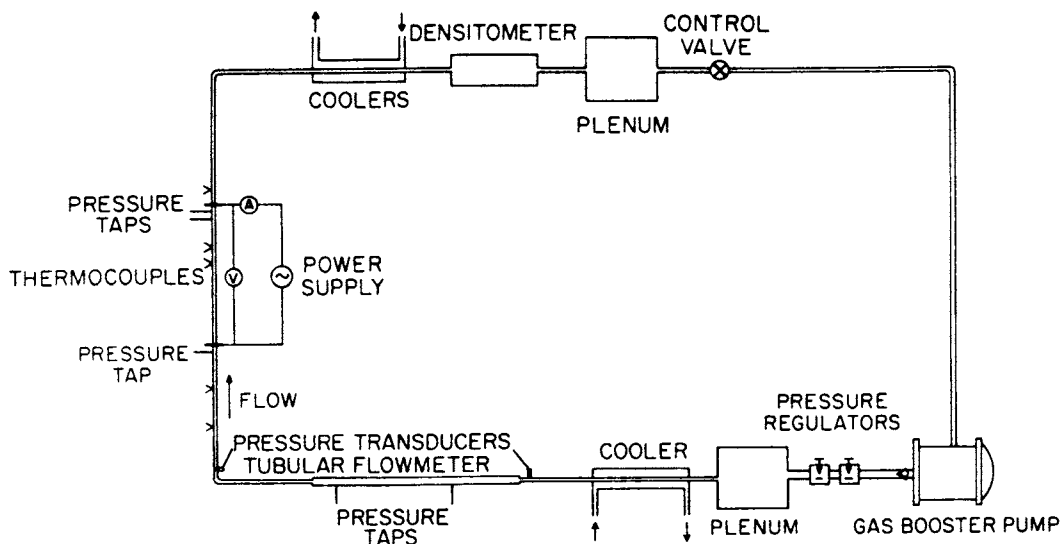 CONTROL
VALVE
DENSITOMETER
COOLERS
PLENUM
PRESSURE
TAPS
A
THERMOCOUPLES
V
POWER
SUPPLY
PRESSURE
TAP
FLOW
PRESSURE TRANSDUCERS
TUBULAR FLOWMETER
PRESSURE
TAPS
COOLER
PRESSURE
REGULATORS
PLENUM
GAS BOOSTER PUMP